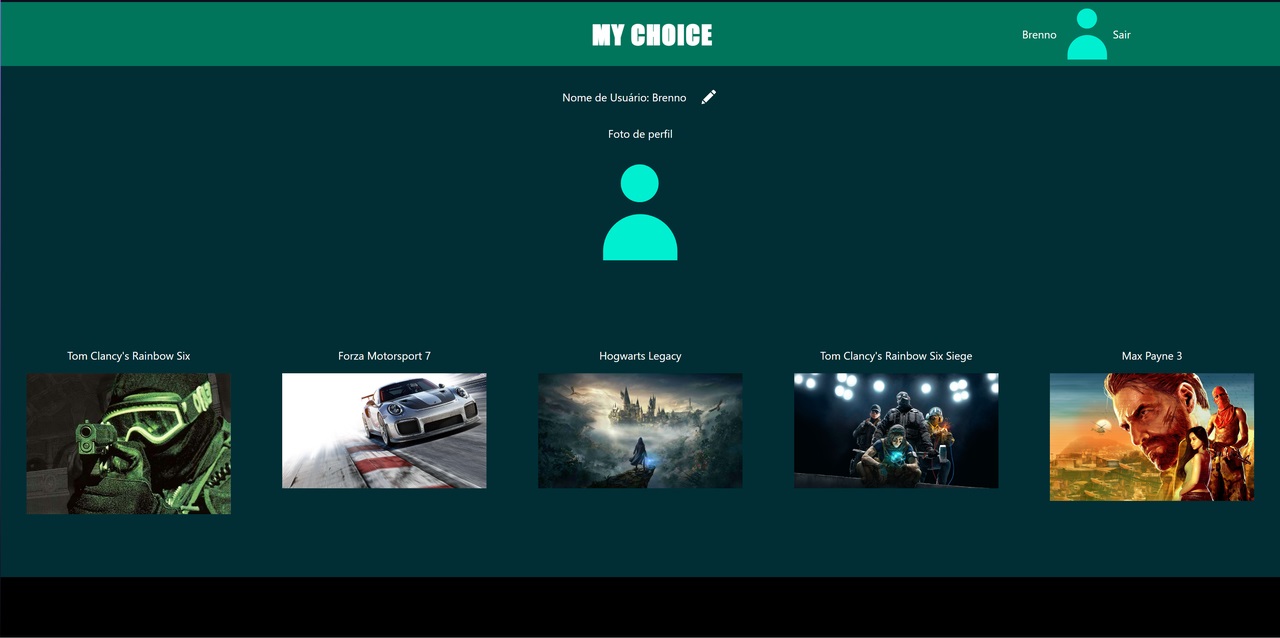 MY CHOICE
Brenno
Sair
Nome de Usuário: Brenno
Foto de perfil
Tom Clancy's Rainbow Six
Forza Motorsport 7
Hogwarts Legacy
Tom Clancy's Rainbow Six Siege
Max Payne 3